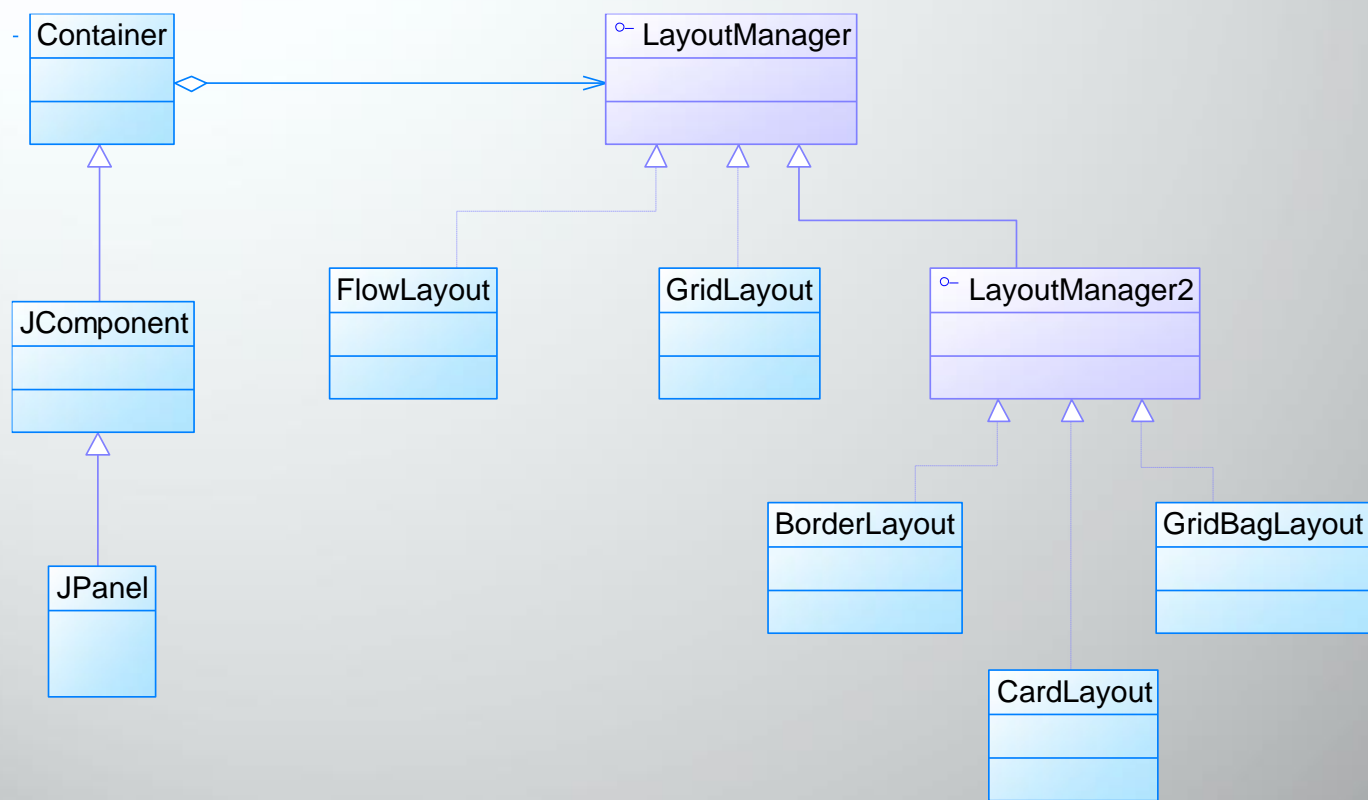 Container
LayoutManager
FlowLayout
GridLayout
LayoutManager2
JComponent
BorderLayout
GridBagLayout
JPanel
CardLayout